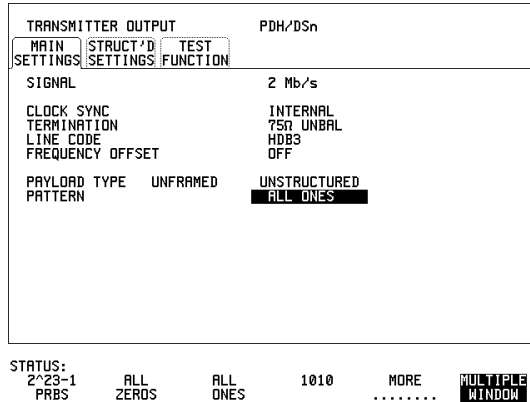 TRANSMITTER OUTPUT PDH/DSn
MAIN SETTINGS STRUCT'D SETTINGS TEST FUNCTION
SIGNAL 2 Mb/s
CLOCK SYNC INTERNAL
TERMINATION 75Ω UNBAL
LINE CODE HDB3
FREQUENCY OFFSET OFF
PAYLOAD TYPE UNFRAMED UNSTRUCTURED
PATTERN ALL ONES
STATUS:
2^23-1 ALL ALL 1010 MORE MULTIPLE
PRBS ZEROS ONES ........ WINDOW